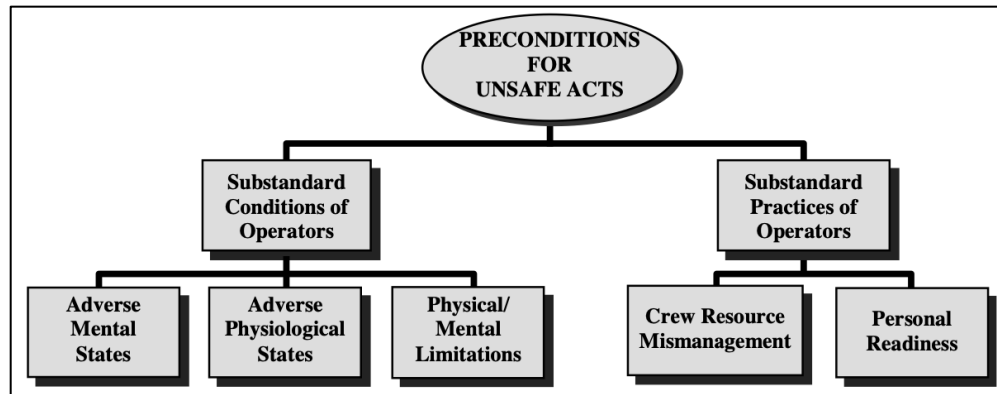 PRECONDITIONS
FOR
UNSAFE ACTS
Substandard
Conditions of
Operators
Substandard
Practices of
Operators
Adverse
Mental
States
Adverse
Physiological
States
Physical/
Mental
Limitations
Crew Resource
Mismanagement
Personal
Readiness